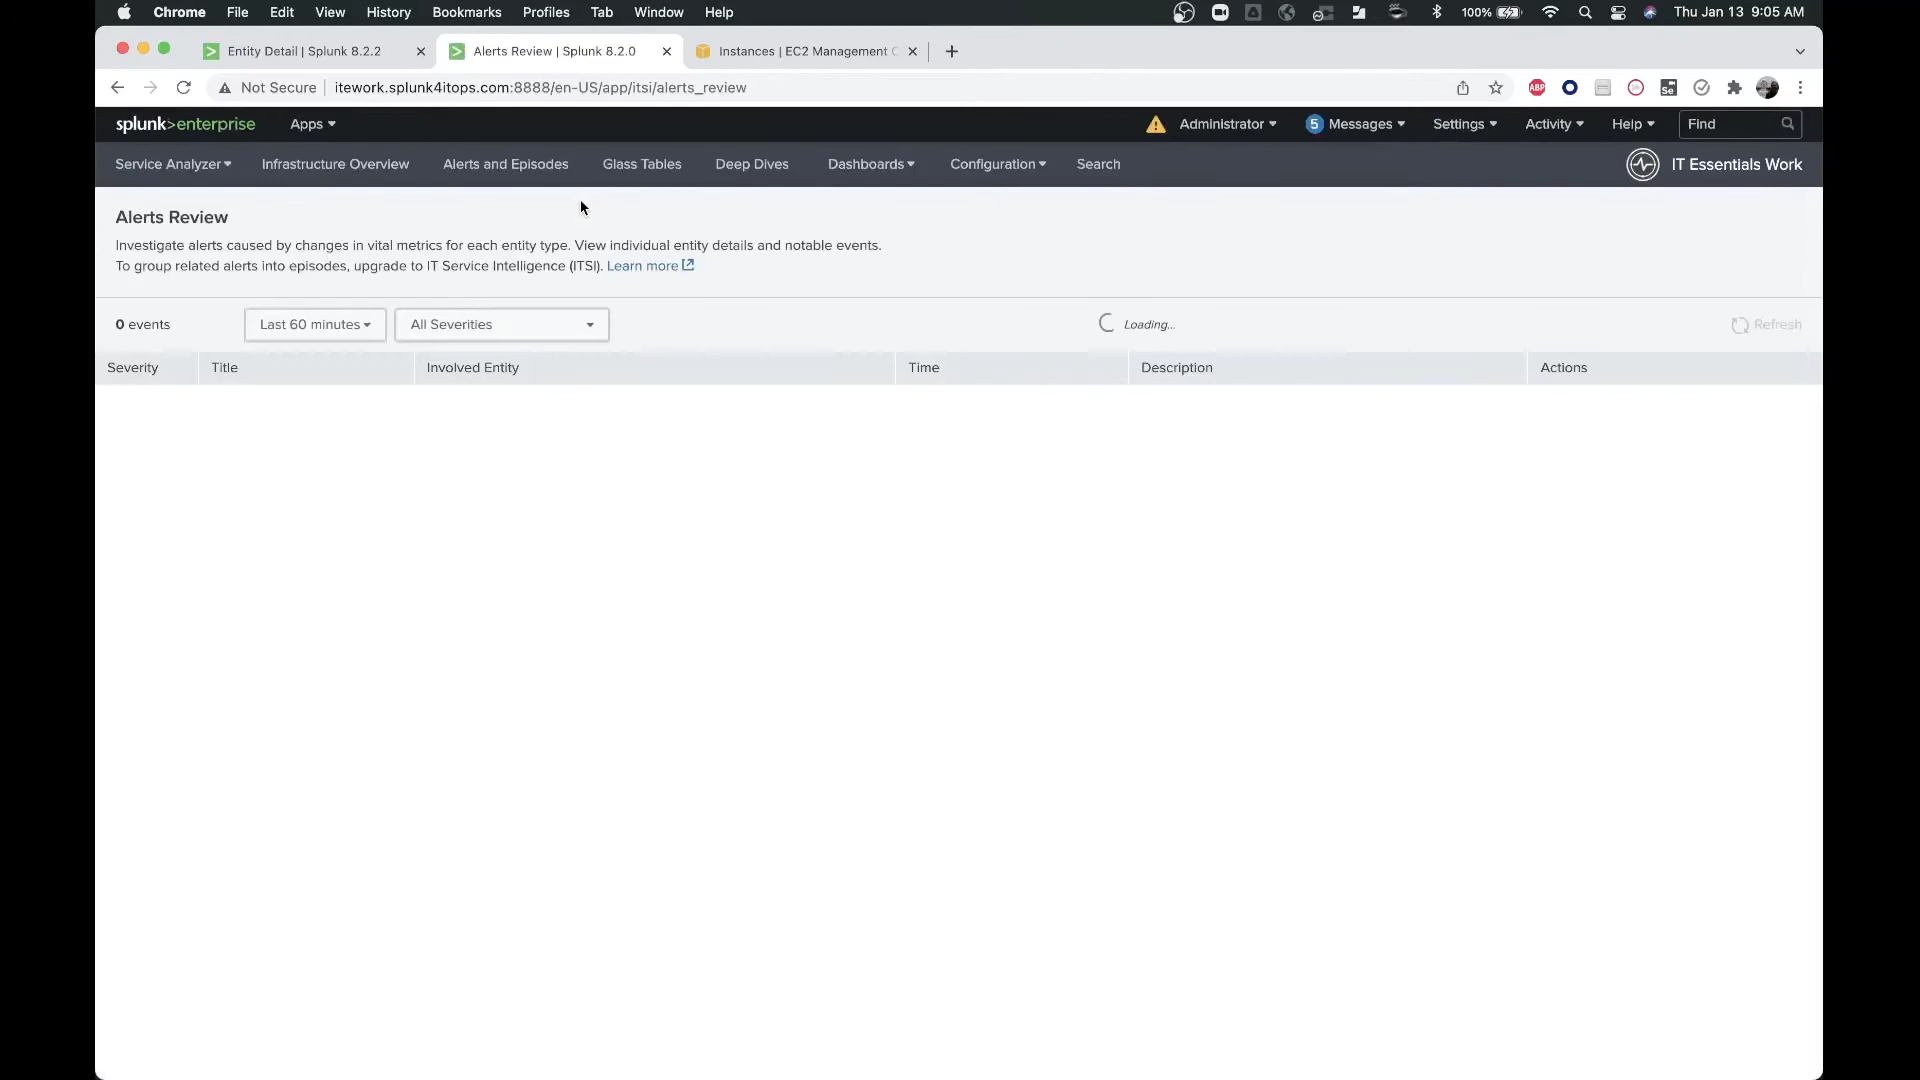 Chrome File Edit View History Bookmarks Profiles Tab Window Help 100% Thu Jan 13 9:05 AM
Entity Detail | Splunk 8.2.2 Alerts Review | Splunk 8.2.0 Instances | EC2 Management
Not Secure itework.splunk4itops.com:8888/en-US/app/itsi/alerts_review ABP Se
splunk>enterprise Apps Administrator 5 Messages Settings Activity Help Find
Service Analyzer Infrastructure Overview Alerts and Episodes Glass Tables Deep Dives Dashboards Configuration Search IT Essentials Work
Alerts Review
Investigate alerts caused by changes in vital metrics for each entity type. View individual entity details and notable events.
To group related alerts into episodes, upgrade to IT Service Intelligence (ITSI). Learn more
0 events Last 60 minutes All Severities Loading... Refresh
Severity Title Involved Entity Time Description Actions